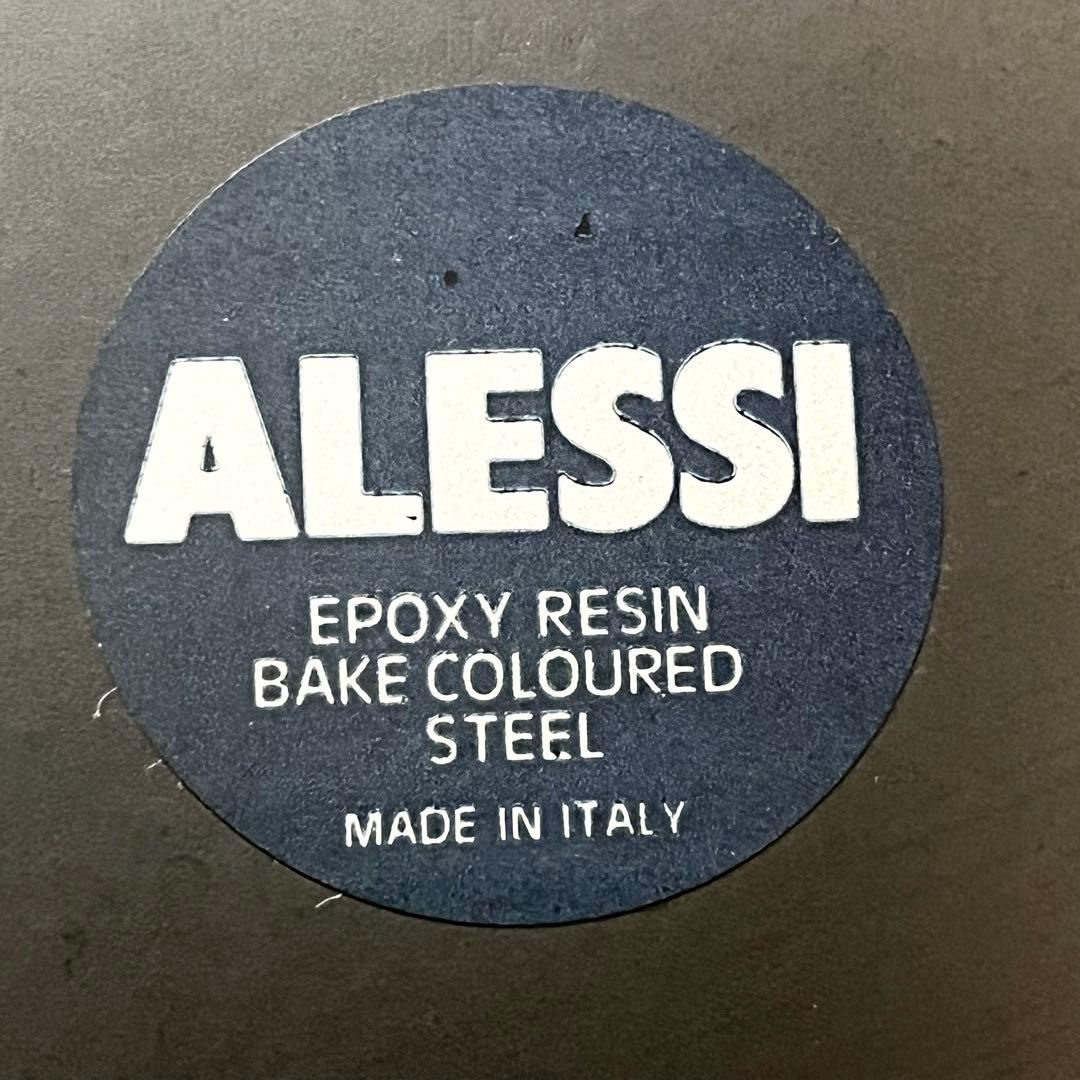 ALESSI
EPOXY RESIN
BAKE COLOURED
STEEL
MADE IN ITALY